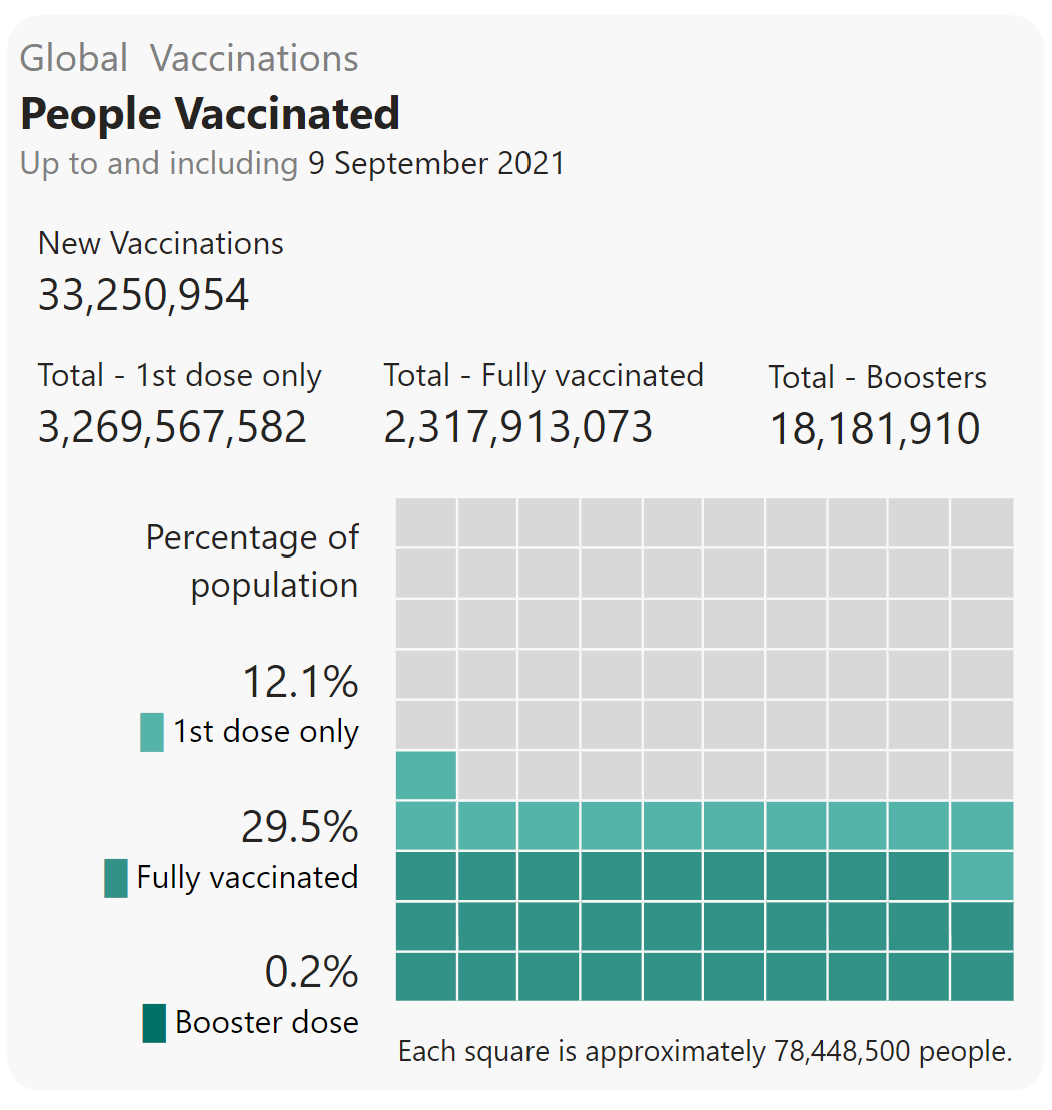 Global Vaccinations
People Vaccinated
Up to and including 9 September 2021
New Vaccinations
33,250,954
Total - 1st dose only
3,269,567,582
Total - Fully vaccinated
2,317,913,073
Total - Boosters
18,181,910
Percentage of
population
12.1%
1st dose only
29.5%
Fully vaccinated
0.2%
Booster dose
Each square is approximately 78,448,500 people.